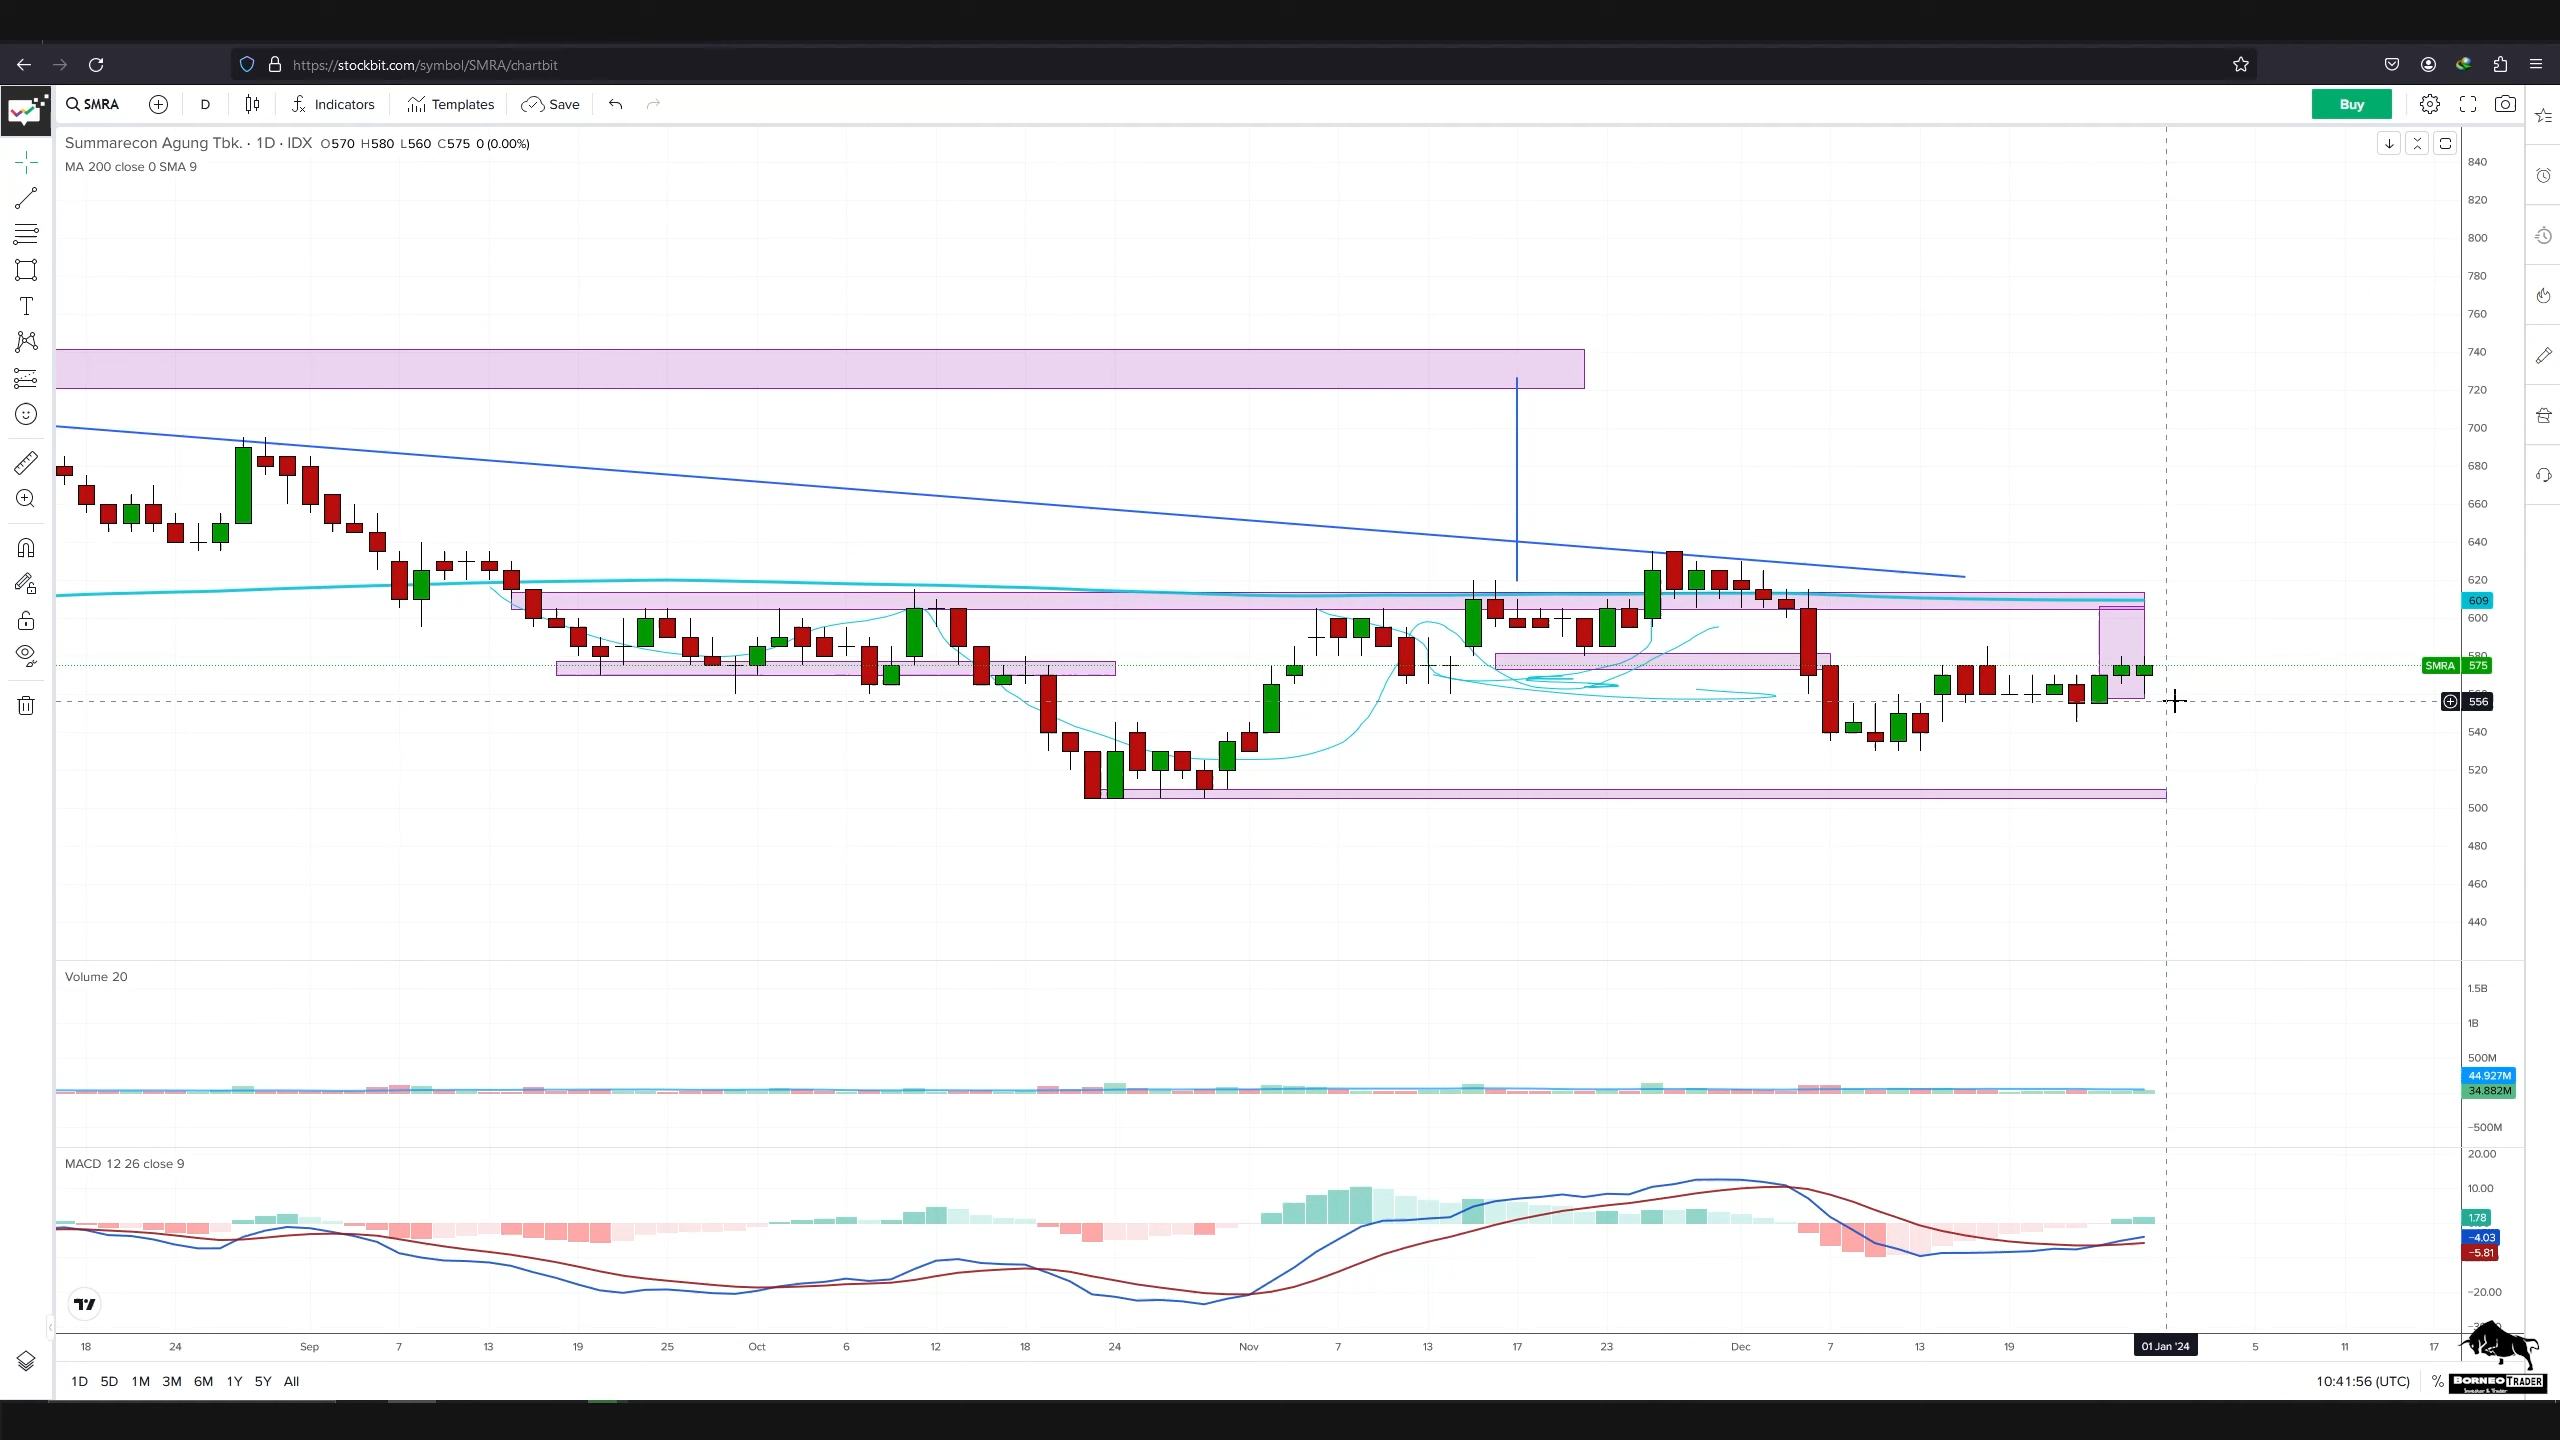 https://stockbit.com/symbol/SMRA/chartbit
SMRA D Indicators Templates Save Buy
Summarecon Agung Tbk. · 1D · IDX O570 H580 L560 C575 0 (0.00%)
MA 200 close 0 SMA 9
840
820
800
780
760
740
720
700
680
660
640
620
609
600
580
SMRA 575
556
540
520
500
480
460
440
Volume 20
1.5B
1B
500M
44.927M
34.882M
−500M
MACD 12 26 close 9
20.00
10.00
1.78
−4.03
−5.81
−20.00
18 24 Sep 7 13 19 25 Oct 6 12 18 24 Nov 7 13 17 23 Dec 7 13 19 01 Jan '24 5 11 17
1D 5D 1M 3M 6M 1Y 5Y All 10:41:56 (UTC) %
BORNEO TRADER
Investor & Trader